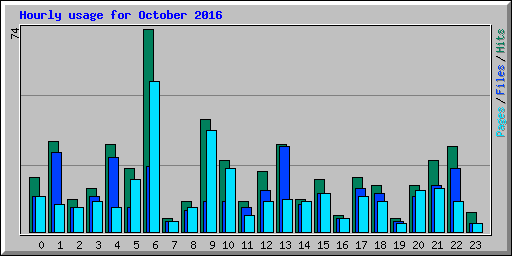 Hourly usage for October 2016
74
0 1 2 3 4 5 6 7 8 9 10 11 12 13 14 15 16 17 18 19 20 21 22 23
Pages/Files/Hits